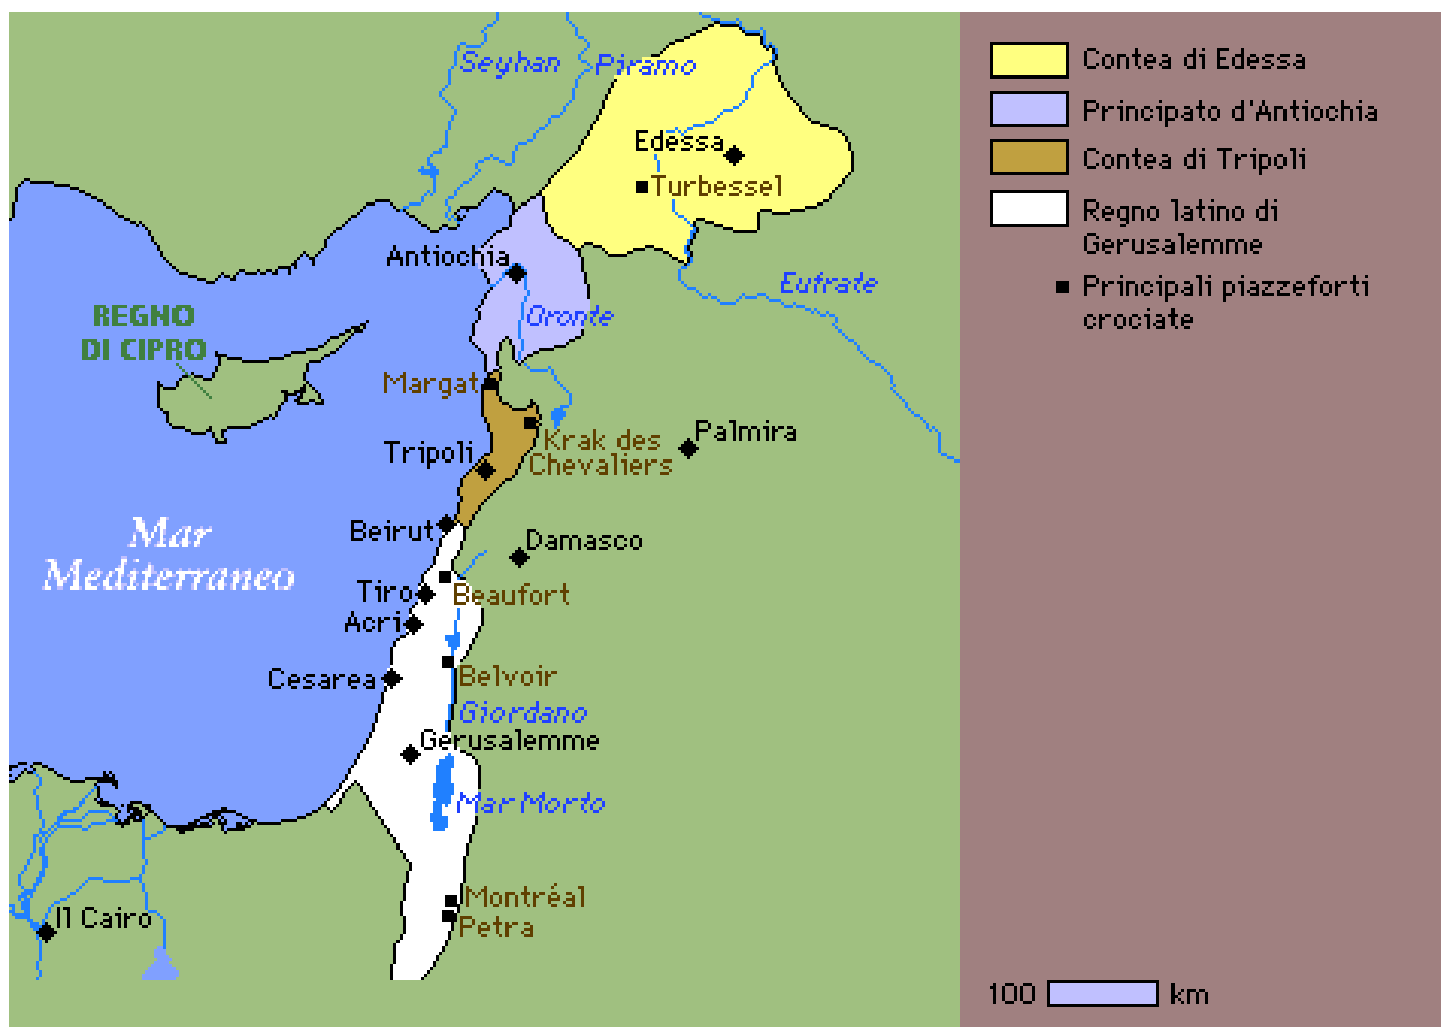 Seyhan
Piramo
Edessa
Turbessel
Antiochia
Eufrate
Oronte
REGNO
DI CIPRO
Margat
Palmira
Krak des
Chevaliers
Tripoli
Beirut
Damasco
Mar
Mediterraneo
Tiro
Beaufort
Acri
Cesarea
Belvoir
Giordano
Gerusalemme
Mar Morto
Montréal
Petra
Il Cairo
Contea di Edessa
Principato d'Antiochia
Contea di Tripoli
Regno latino di
Gerusalemme
Principali piazzeforti
crociate
100 km